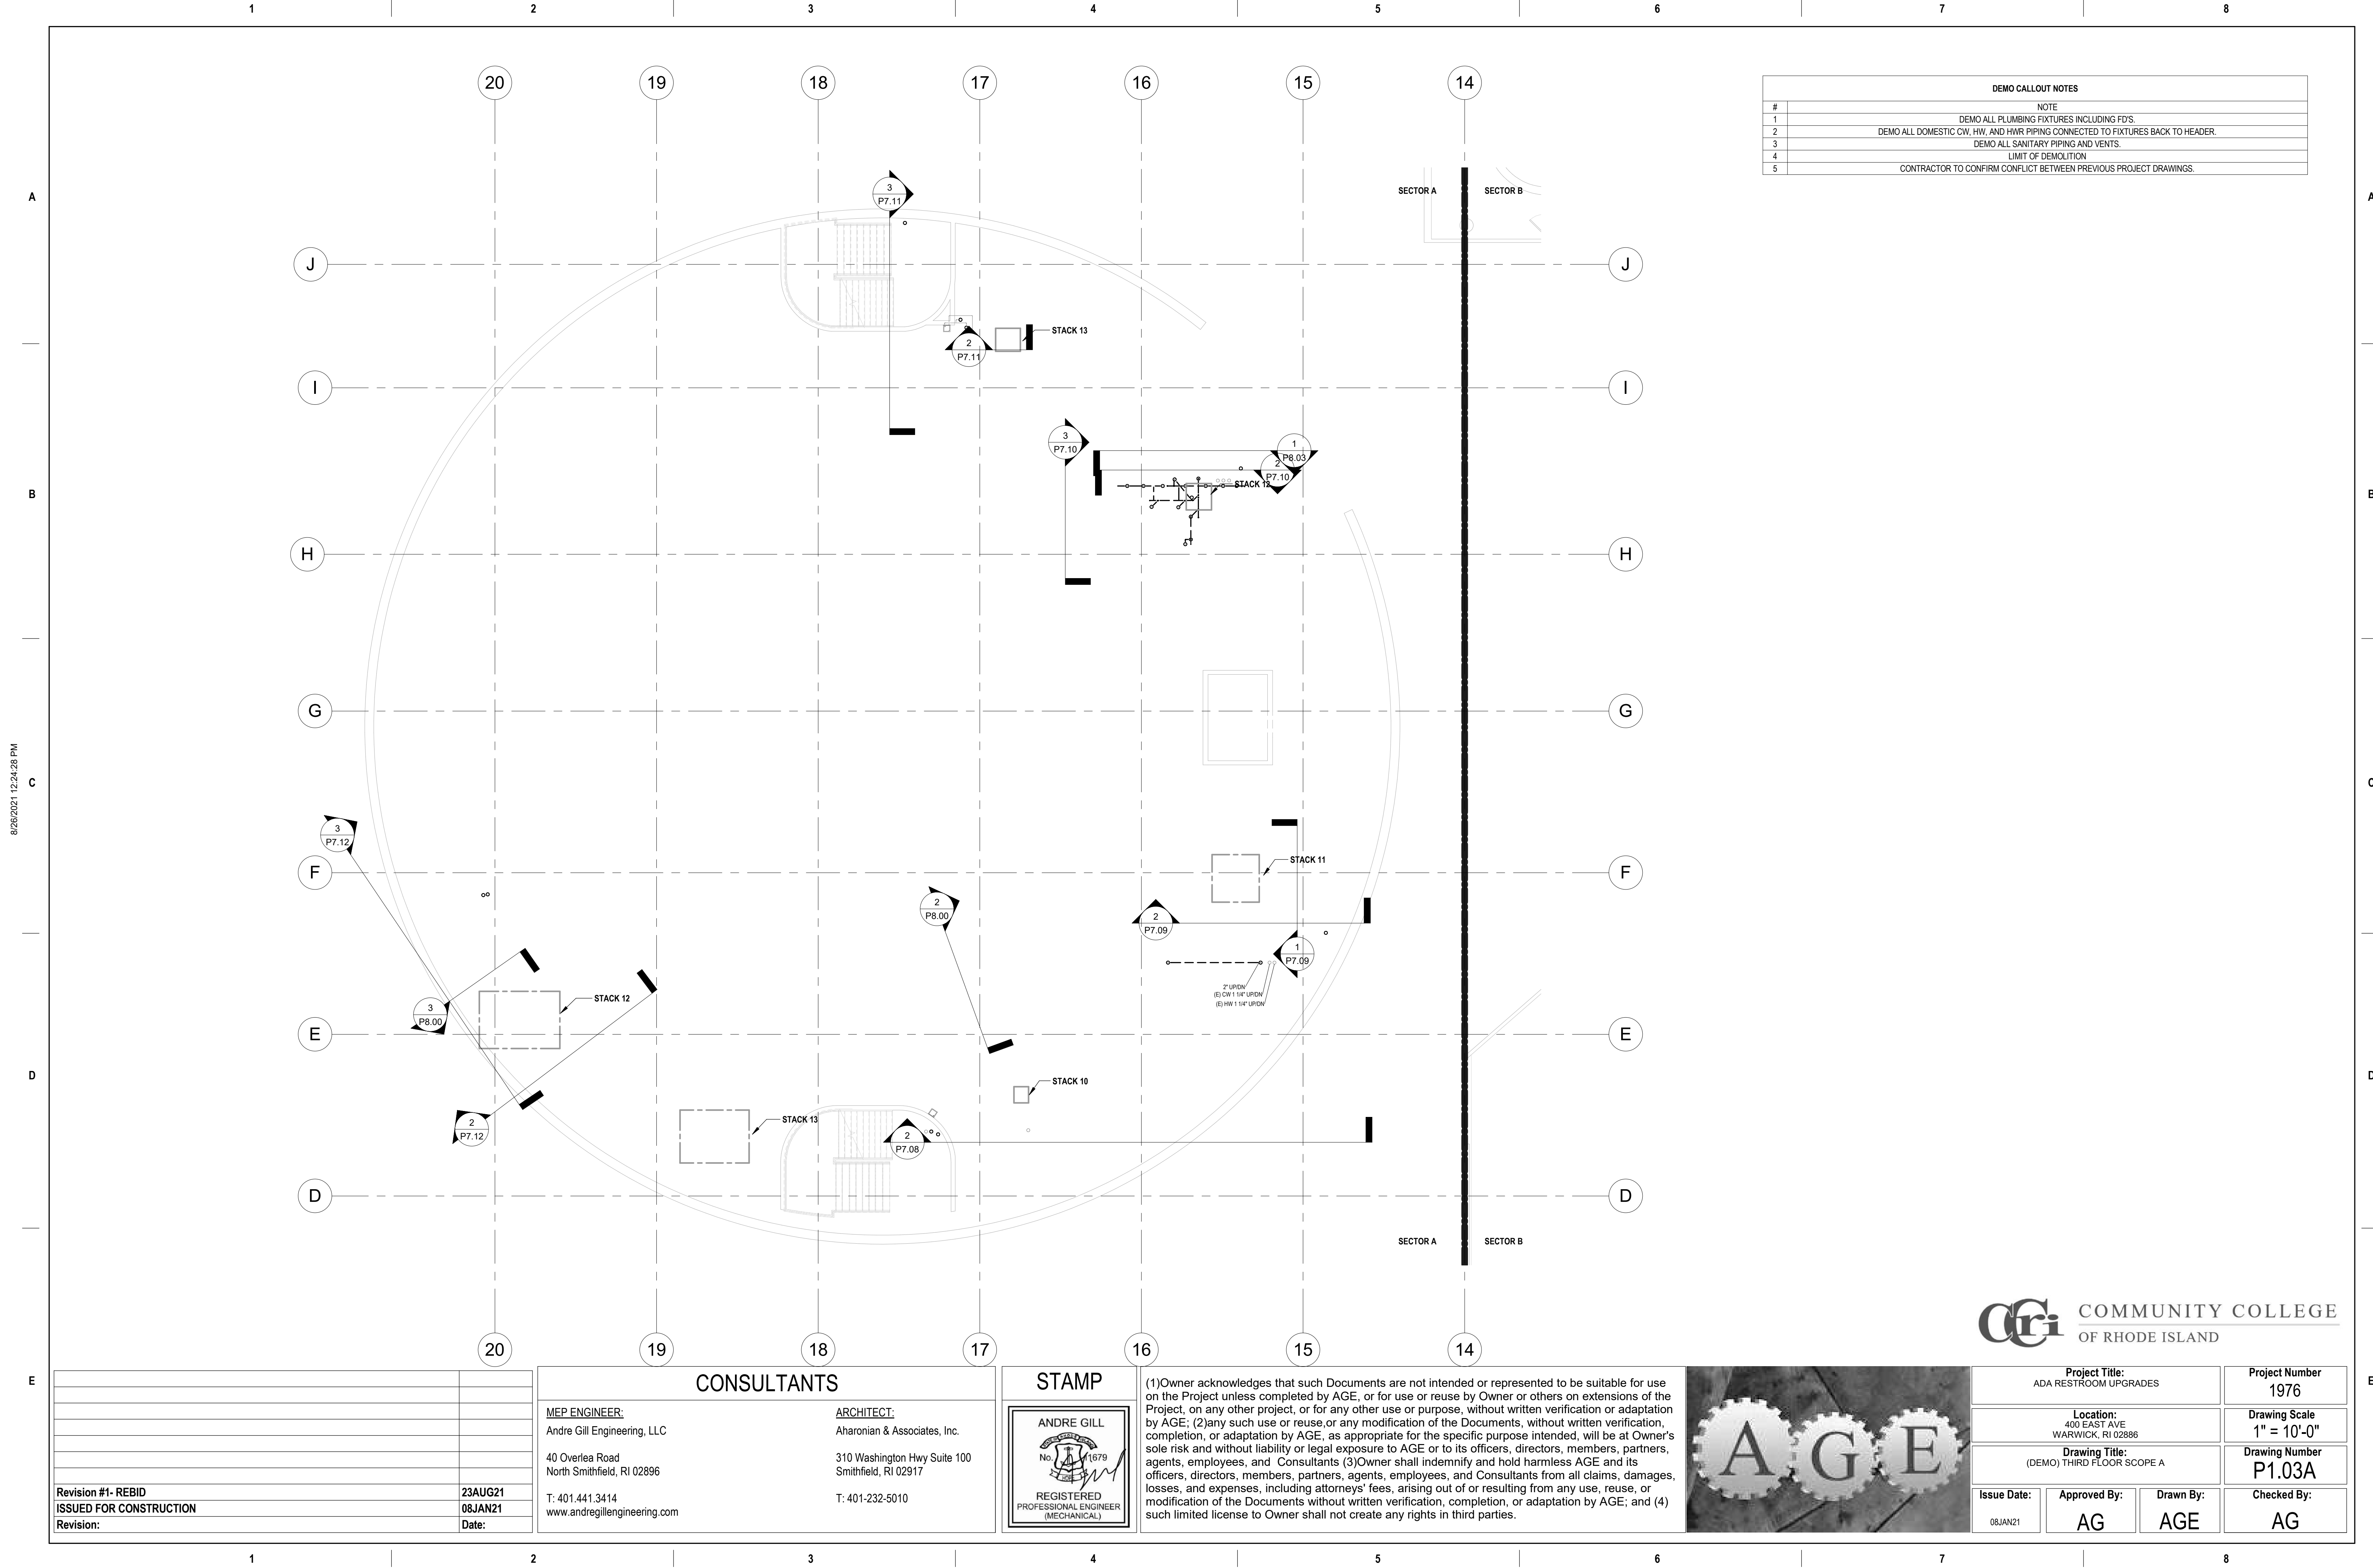 1 2 3 4 5 6 7 8
20 19 18 17 16 15 14
DEMO CALLOUT NOTES
# NOTE
1 DEMO ALL PLUMBING FIXTURES INCLUDING FD'S.
2 DEMO ALL DOMESTIC CW, HW, AND HWR PIPING CONNECTED TO FIXTURES BACK TO HEADER.
3 DEMO ALL SANITARY PIPING AND VENTS.
4 LIMIT OF DEMOLITION
5 CONTRACTOR TO CONFIRM CONFLICT BETWEEN PREVIOUS PROJECT DRAWINGS.
A A
SECTOR A SECTOR B
3
P7.11
J J
STACK 13
2
P7.11
I I
3
P7.10
1
P8.03
2
P7.10
STACK 12
B B
H H
G G
8/26/2021 12:24:28 PM
C C
3
P7.12
STACK 11
F F
2
P8.00
2
P7.09
1
P7.09
2" UP/DN
(E) CW 1 1/4" UP/DN
(E) HW 1 1/4" UP/DN
STACK 12
3
P8.00
E E
D D
STACK 10
STACK 13
2
P7.12
2
P7.08
D D
SECTOR A SECTOR B
20 19 18 17 16 15 14
CCri
COMMUNITY COLLEGE
OF RHODE ISLAND
E E
Revision #1- REBID 23AUG21
ISSUED FOR CONSTRUCTION 08JAN21
Revision: Date:
CONSULTANTS
MEP ENGINEER:
Andre Gill Engineering, LLC
40 Overlea Road
North Smithfield, RI 02896
T: 401.441.3414
www.andregillengineering.com
ARCHITECT:
Aharonian & Associates, Inc.
310 Washington Hwy Suite 100
Smithfield, RI 02917
T: 401-232-5010
STAMP
ANDRE GILL
No. 11679
REGISTERED
PROFESSIONAL ENGINEER
(MECHANICAL)
(1)Owner acknowledges that such Documents are not intended or represented to be suitable for use
on the Project unless completed by AGE, or for use or reuse by Owner or others on extensions of the
Project, on any other project, or for any other use or purpose, without written verification or adaptation
by AGE; (2)any such use or reuse,or any modification of the Documents, without written verification,
completion, or adaptation by AGE, as appropriate for the specific purpose intended, will be at Owner's
sole risk and without liability or legal exposure to AGE or to its officers, directors, members, partners,
agents, employees, and Consultants (3)Owner shall indemnify and hold harmless AGE and its
officers, directors, members, partners, agents, employees, and Consultants from all claims, damages,
losses, and expenses, including attorneys' fees, arising out of or resulting from any use, reuse, or
modification of the Documents without written verification, completion, or adaptation by AGE; and (4)
such limited license to Owner shall not create any rights in third parties.
A G E
Project Title:
ADA RESTROOM UPGRADES
Project Number
1976
Location:
400 EAST AVE
WARWICK, RI 02886
Drawing Scale
1" = 10'-0"
Drawing Title:
(DEMO) THIRD FLOOR SCOPE A
Drawing Number
P1.03A
Issue Date:
08JAN21
Approved By:
AG
Drawn By:
AGE
Checked By:
AG
1 2 3 4 5 6 7 8